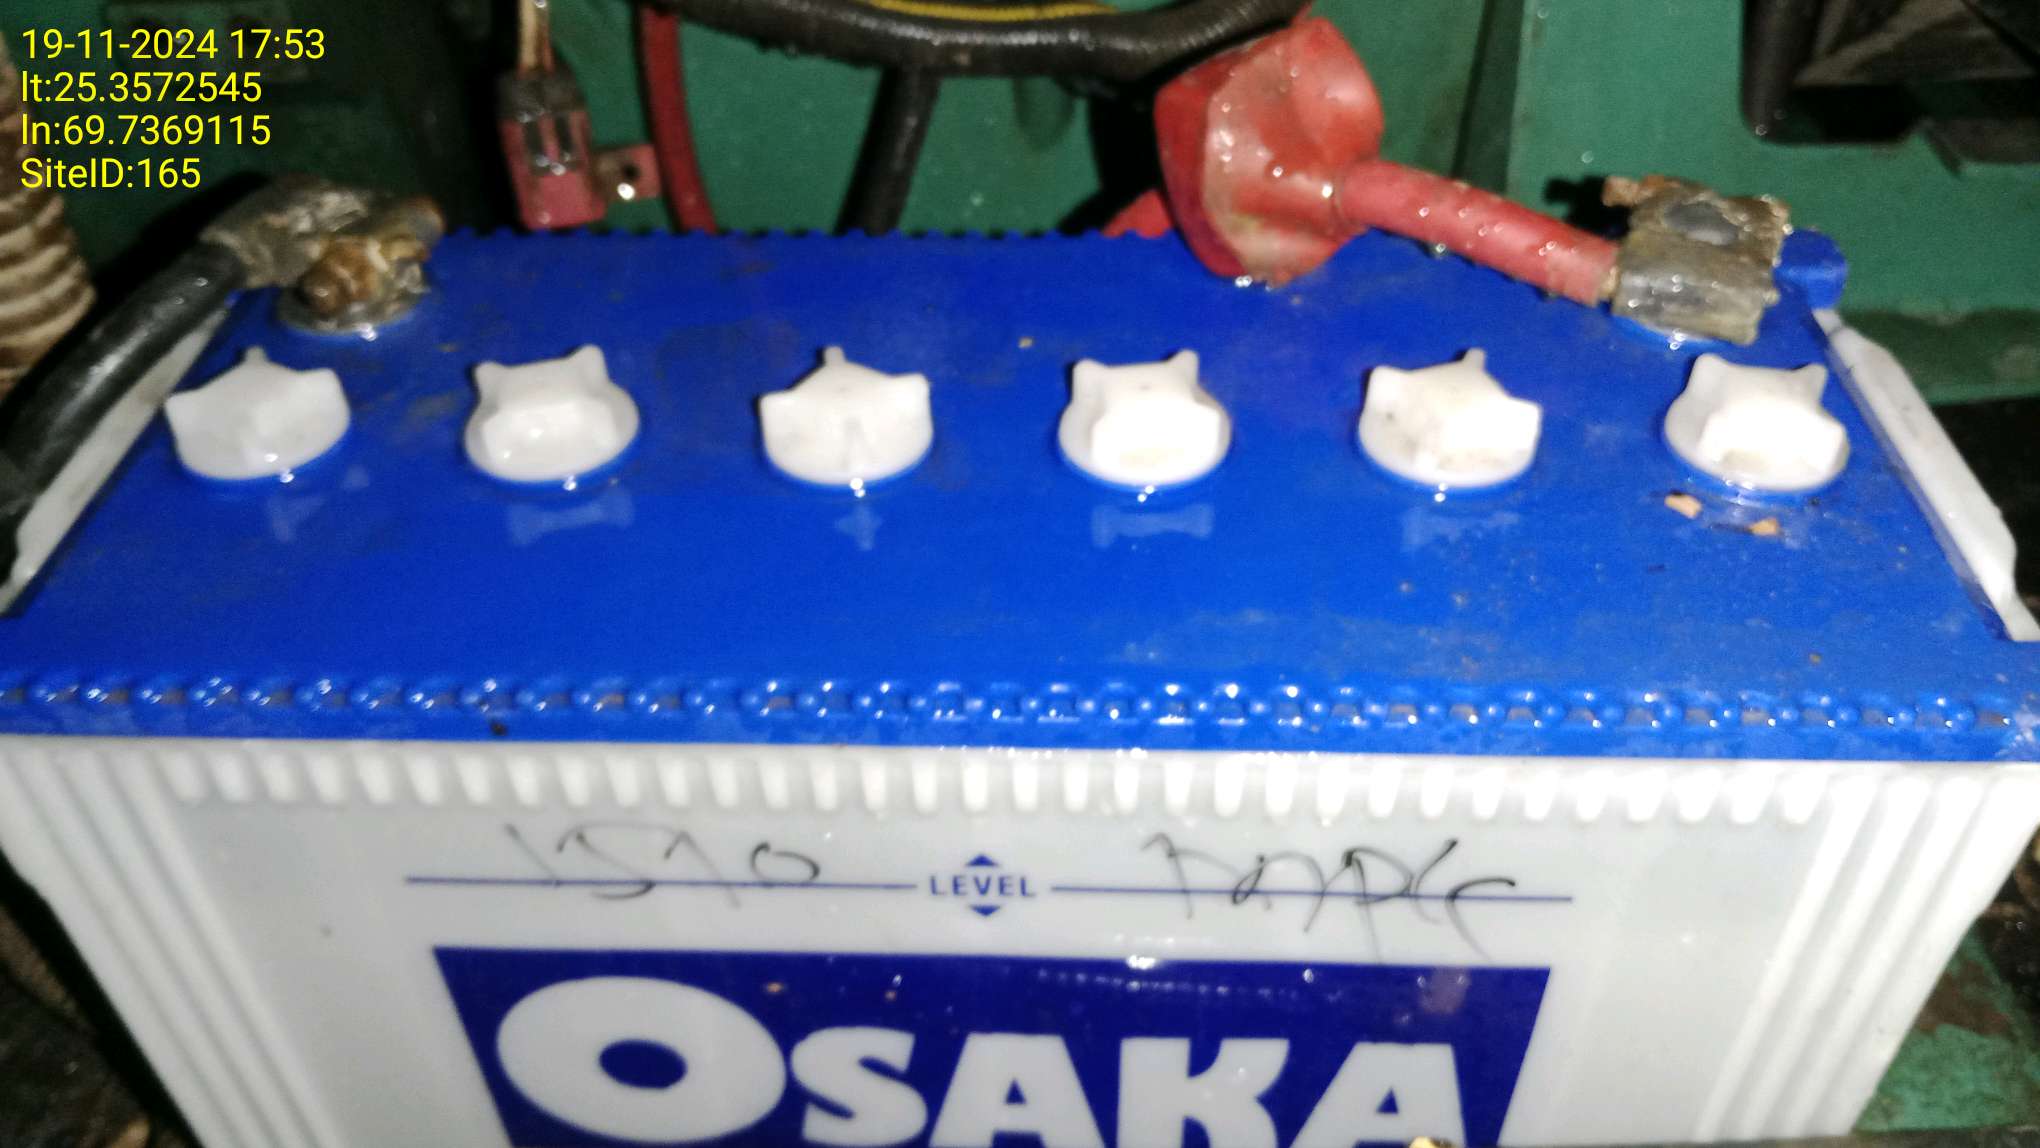 19-11-2024 17:53
lt:25.3572545
ln:69.7369115
SiteID:165
LEVEL
OSAKA